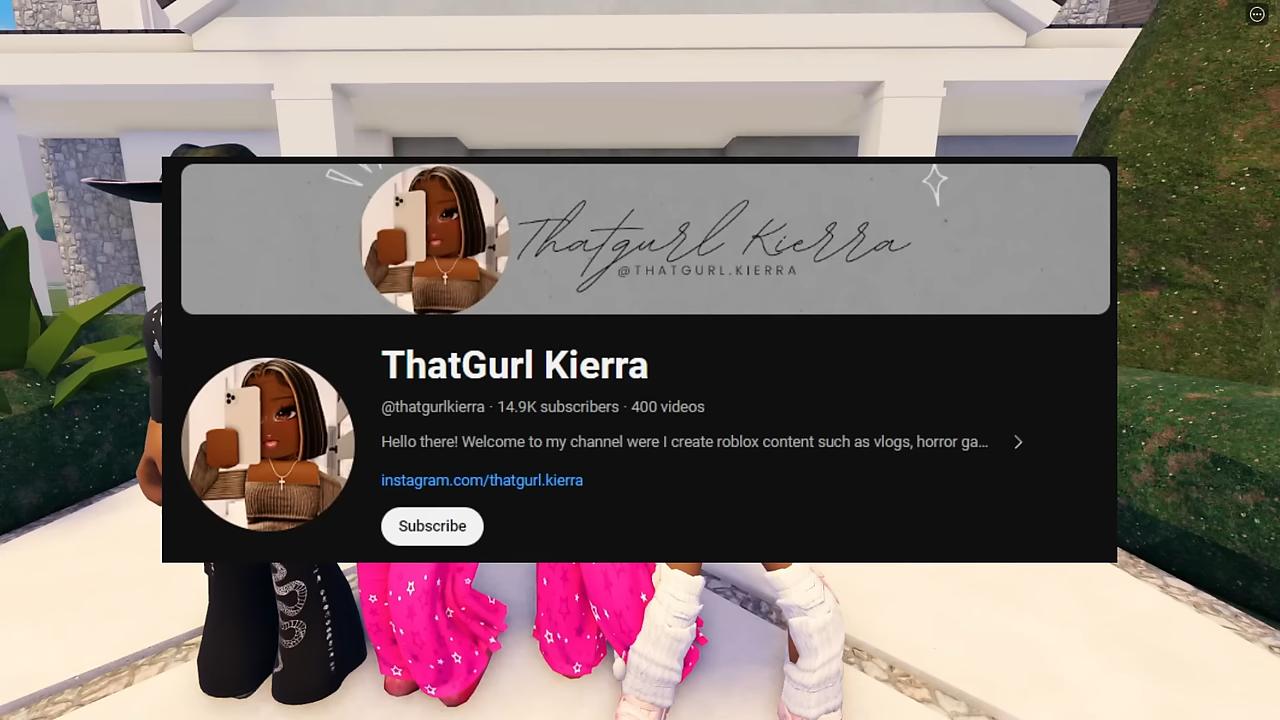 Thatgurl Kierra
@THATGURL.KIERRA
ThatGurl Kierra
@thatgurlkierra · 14.9K subscribers · 400 videos
Hello there! Welcome to my channel were I create roblox content such as vlogs, horror ga...
instagram.com/thatgurl.kierra
Subscribe